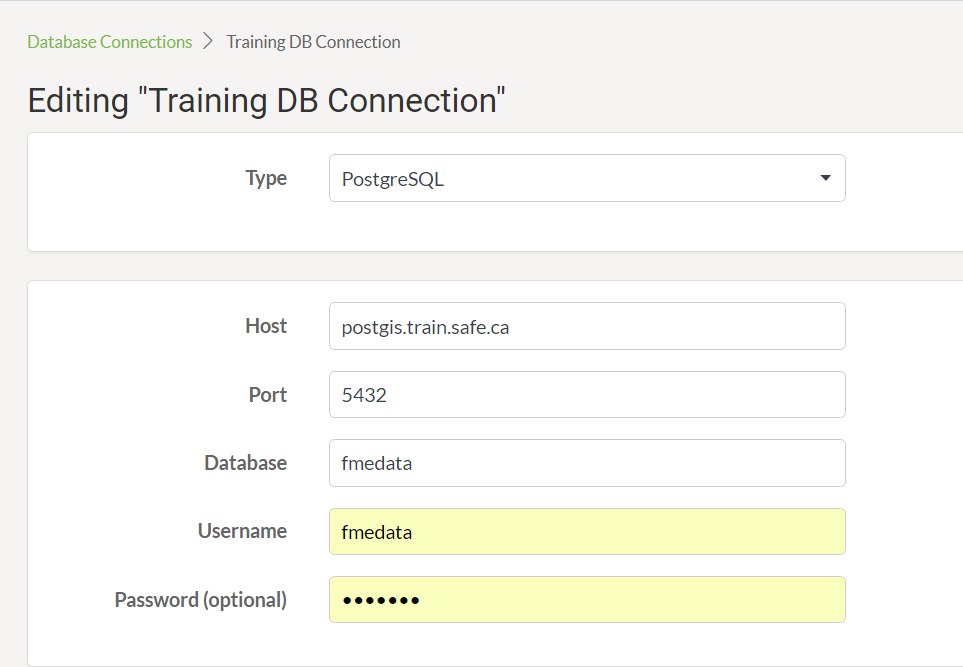 Database Connections > Training DB Connection
Editing "Training DB Connection"
Type PostgreSQL
Host postgis.train.safe.ca
Port 5432
Database fmedata
Username fmedata
Password (optional) •••••••